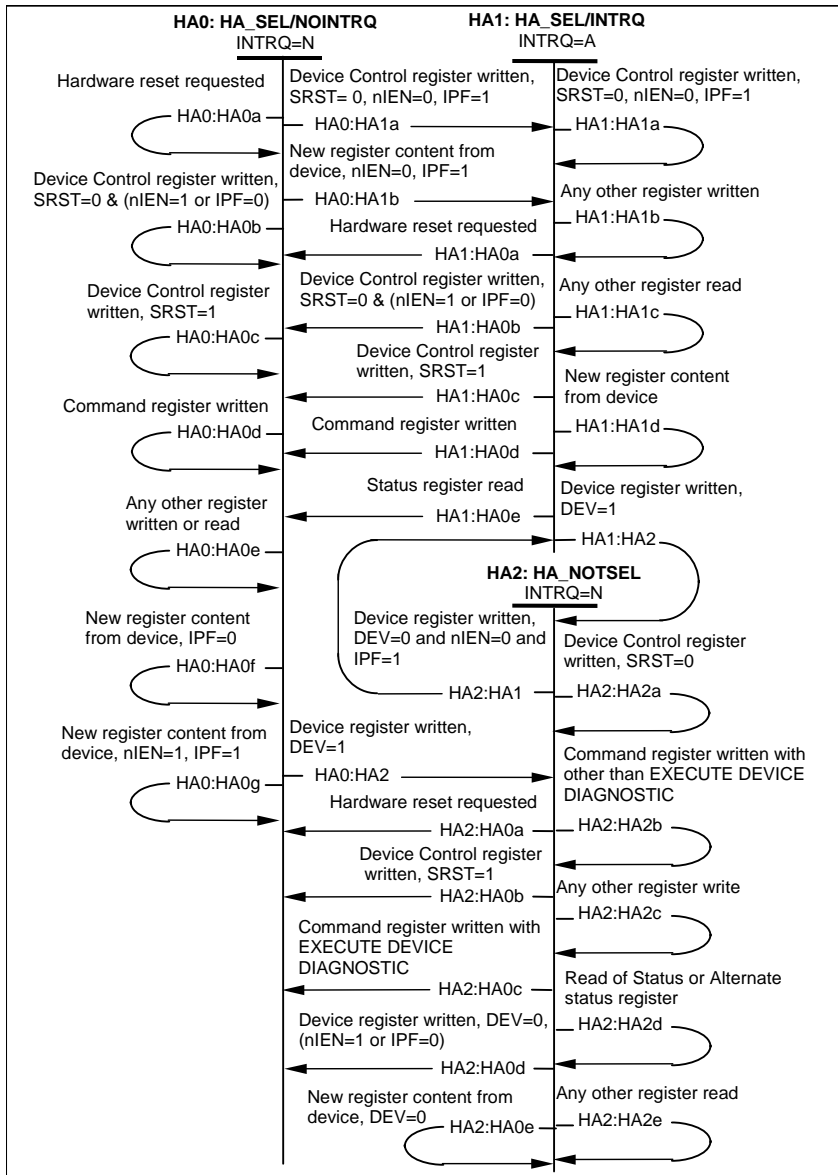 HA0: HA_SEL/NOINTRQ
INTRQ=N
HA1: HA_SEL/INTRQ
INTRQ=A
Hardware reset requested
HA0:HA0a
Device Control register written,
SRST= 0, nIEN=0, IPF=1
HA0:HA1a
Device Control register written,
SRST=0, nIEN=0, IPF=1
HA1:HA1a
New register content from
device, nIEN=0, IPF=1
HA0:HA1b
Device Control register written,
SRST=0 & (nIEN=1 or IPF=0)
HA0:HA0b
Any other register written
HA1:HA1b
Hardware reset requested
HA1:HA0a
Device Control register written,
SRST=0 & (nIEN=1 or IPF=0)
HA1:HA0b
Any other register read
HA1:HA1c
Device Control register
written, SRST=1
HA0:HA0c
Device Control register
written, SRST=1
HA1:HA0c
New register content
from device
HA1:HA1d
Command register written
HA0:HA0d
Command register written
HA1:HA0d
Status register read
HA1:HA0e
Device register written,
DEV=1
HA1:HA2
Any other register
written or read
HA0:HA0e
HA2: HA_NOTSEL
INTRQ=N
New register content
from device, IPF=0
HA0:HA0f
Device register written,
DEV=0 and nIEN=0 and
IPF=1
HA2:HA1
Device Control register
written, SRST=0
HA2:HA2a
New register content from
device, nIEN=1, IPF=1
HA0:HA0g
Device register written,
DEV=1
HA0:HA2
Command register written with
other than EXECUTE DEVICE
DIAGNOSTIC
HA2:HA2b
Hardware reset requested
HA2:HA0a
Device Control register
written, SRST=1
HA2:HA0b
Any other register write
HA2:HA2c
Command register written with
EXECUTE DEVICE
DIAGNOSTIC
HA2:HA0c
Read of Status or Alternate
status register
HA2:HA2d
Device register written, DEV=0,
(nIEN=1 or IPF=0)
HA2:HA0d
New register content from
device, DEV=0
HA2:HA0e
Any other register read
HA2:HA2e